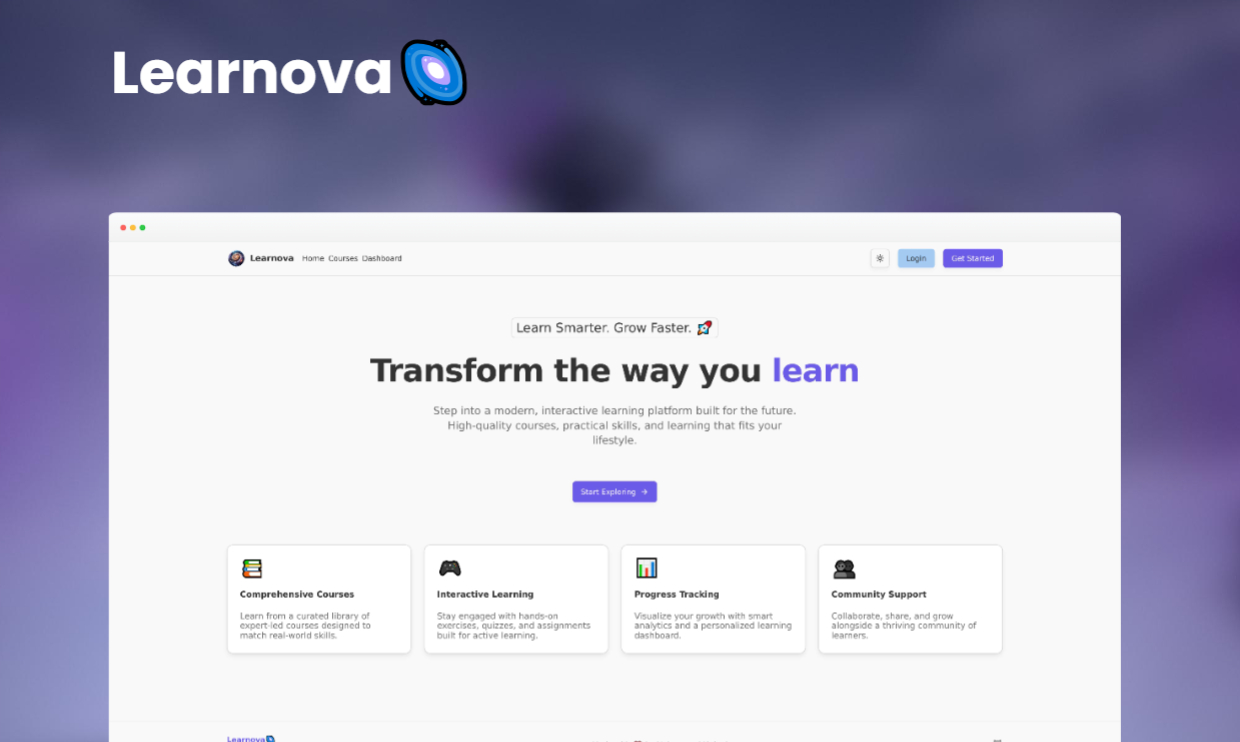 Learnova
Learnova Home Courses Dashboard Login Get Started
Learn Smarter. Grow Faster.
Transform the way you learn
Step into a modern, interactive learning platform built for the future.
High-quality courses, practical skills, and learning that fits your
lifestyle.
Start Exploring →
Comprehensive Courses
Learn from a curated library of
expert-led courses designed to
match real-world skills.
Interactive Learning
Stay engaged with hands-on
exercises, quizzes, and assignments
built for active learning.
Progress Tracking
Visualize your growth with smart
analytics and a personalized learning
dashboard.
Community Support
Collaborate, share, and grow
alongside a thriving community of
learners.
Learnova